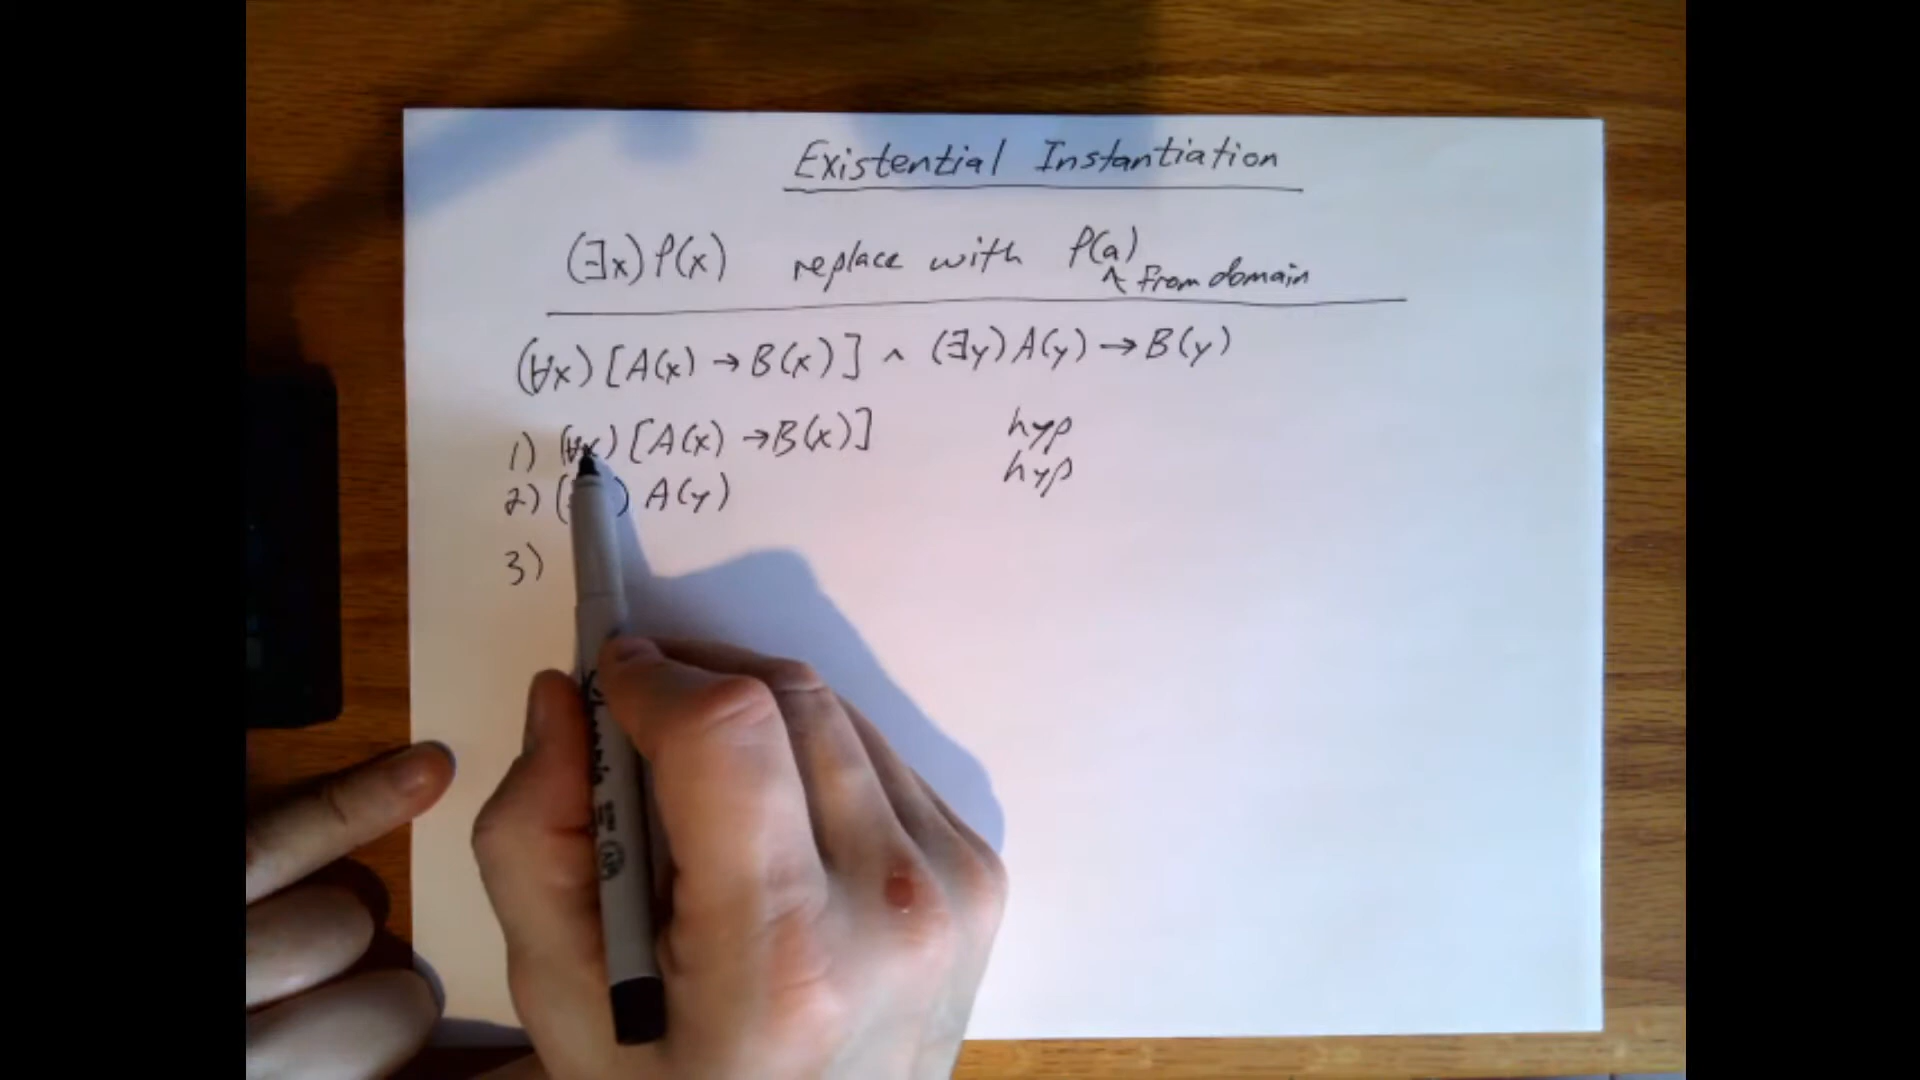 Existential Instantiation
(∃x)P(x) replace with P(a)
↑ from domain
(∀x)[A(x) → B(x)] ∧ (∃y)A(y) → B(y)
1) (∀x)[A(x) → B(x)] hyp
2) ( ) A(y) hyp
3)